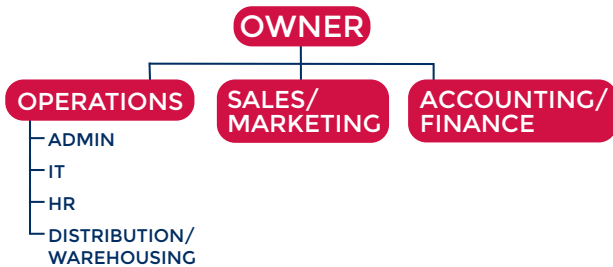 OWNER
OPERATIONS
SALES/
MARKETING
ACCOUNTING/
FINANCE
ADMIN
IT
HR
DISTRIBUTION/
WAREHOUSING